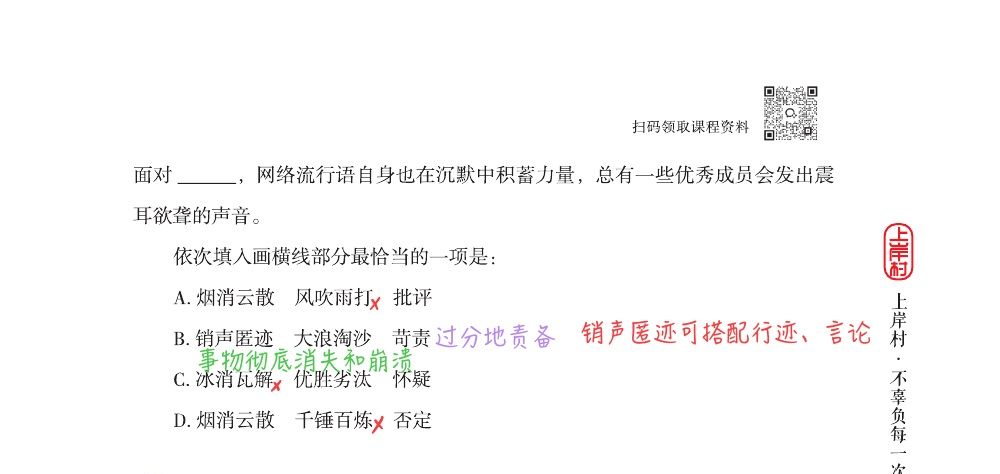 扫码领取课程资料
面对 ______，网络流行语自身也在沉默中积蓄力量，总有一些优秀成员会发出震
耳欲聋的声音。
依次填入画横线部分最恰当的一项是：
A. 烟消云散 风吹雨打 批评
B. 销声匿迹 大浪淘沙 苛责 过分地责备 销声匿迹可搭配行迹、言论
事物彻底消失和崩溃
C. 冰消瓦解 优胜劣汰 怀疑
D. 烟消云散 千锤百炼 否定
上岸村
上岸村·不辜负每一次